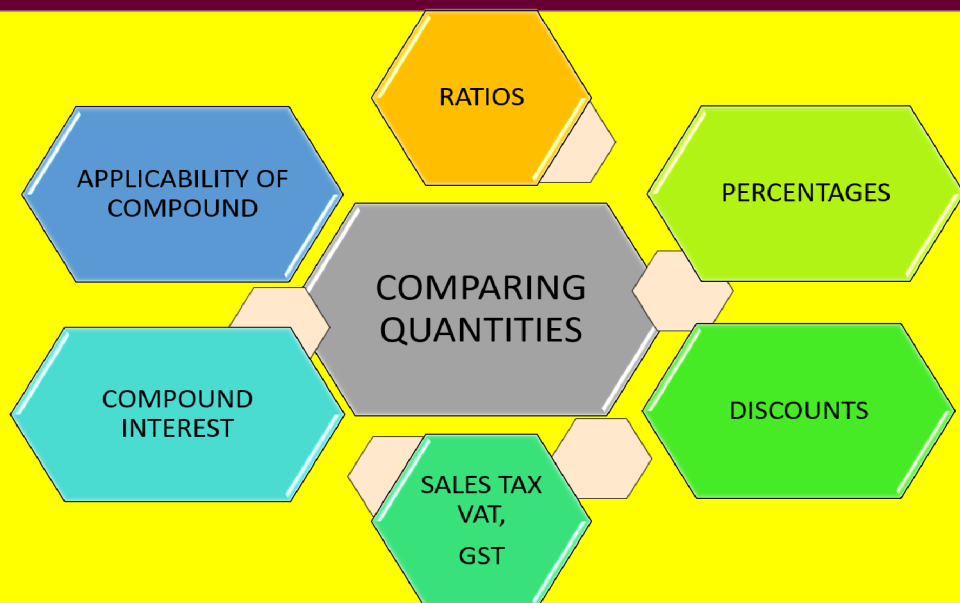 RATIOS
APPLICABILITY OF
COMPOUND
PERCENTAGES
COMPARING
QUANTITIES
COMPOUND
INTEREST
DISCOUNTS
SALES TAX
VAT,
GST